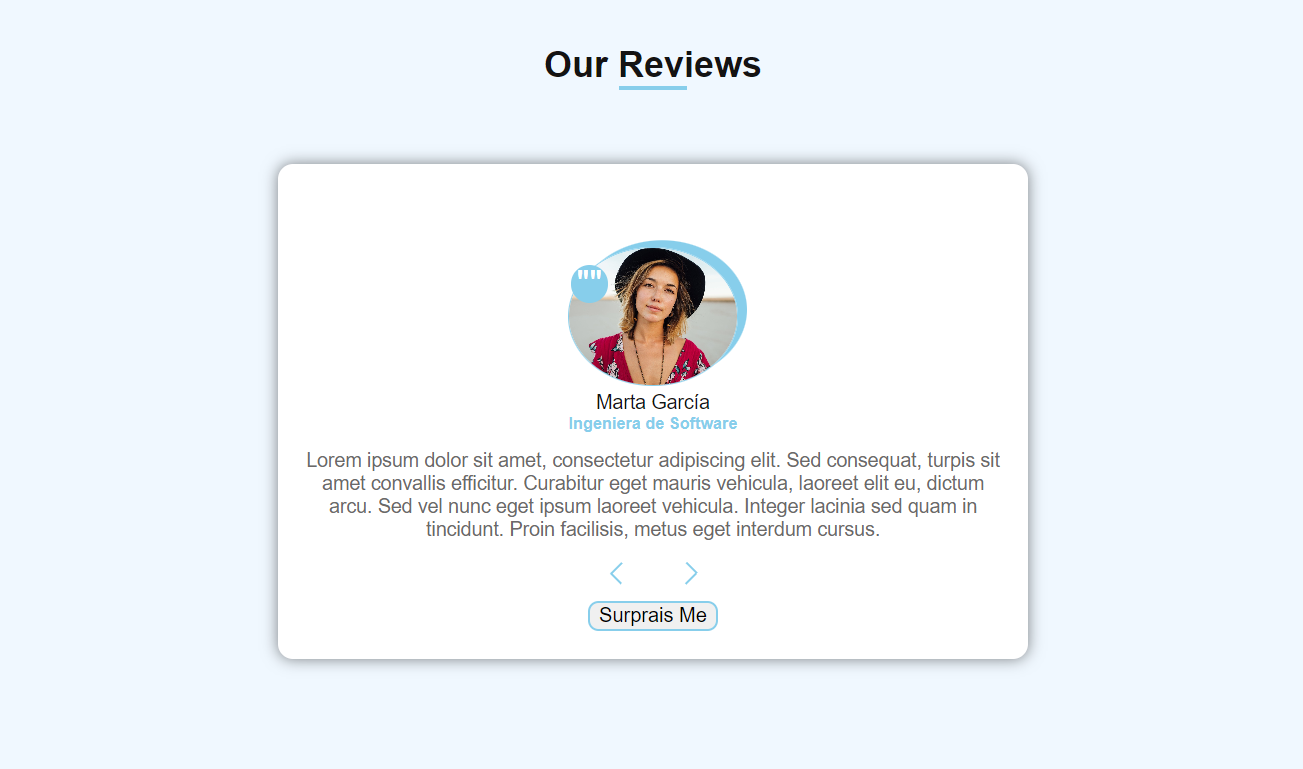 Our Reviews
""
Marta García
Ingeniera de Software
Lorem ipsum dolor sit amet, consectetur adipiscing elit. Sed consequat, turpis sit
amet convallis efficitur. Curabitur eget mauris vehicula, laoreet elit eu, dictum
arcu. Sed vel nunc eget ipsum laoreet vehicula. Integer lacinia sed quam in
tincidunt. Proin facilisis, metus eget interdum cursus.
Surprais Me